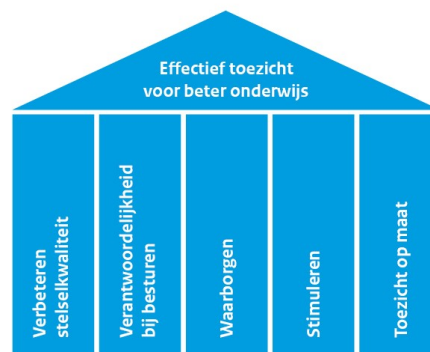 Effectief toezicht
voor beter onderwijs
Verbeteren
stelselkwaliteit
Verantwoordelijkheid
bij besturen
Waarborgen
Stimuleren
Toezicht op maat